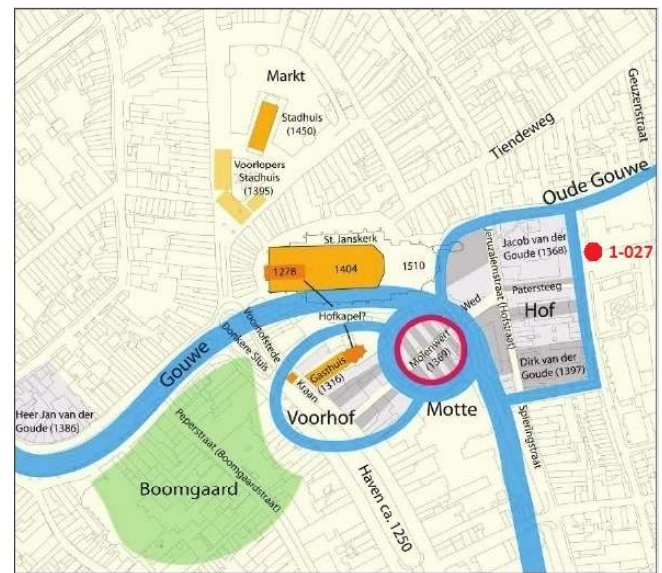 Markt
Stadhuis
(1450)
Voorlopers
Stadhuis
(1395)
Geuzenstraat
Tiendeweg
Oude Gouwe
St. Janskerk
1278
1404
1510
Hofkapel?
Jeruzalemstraat (Hofstraat)
Jacob van der
Goude (1368)
1-027
Patersteeg
Wed
Hof
Dirk van der
Goude (1397)
Molenwerf
(1369)
Motte
Spieringstraat
Voorhofstede
Donkere Sluis
Gouwe
Gasthuis
(1316)
Kraan
Voorhof
Heer Jan van der
Goude (1386)
Peperstraat (Boomgaardstraat)
Boomgaard
Haven ca. 1250